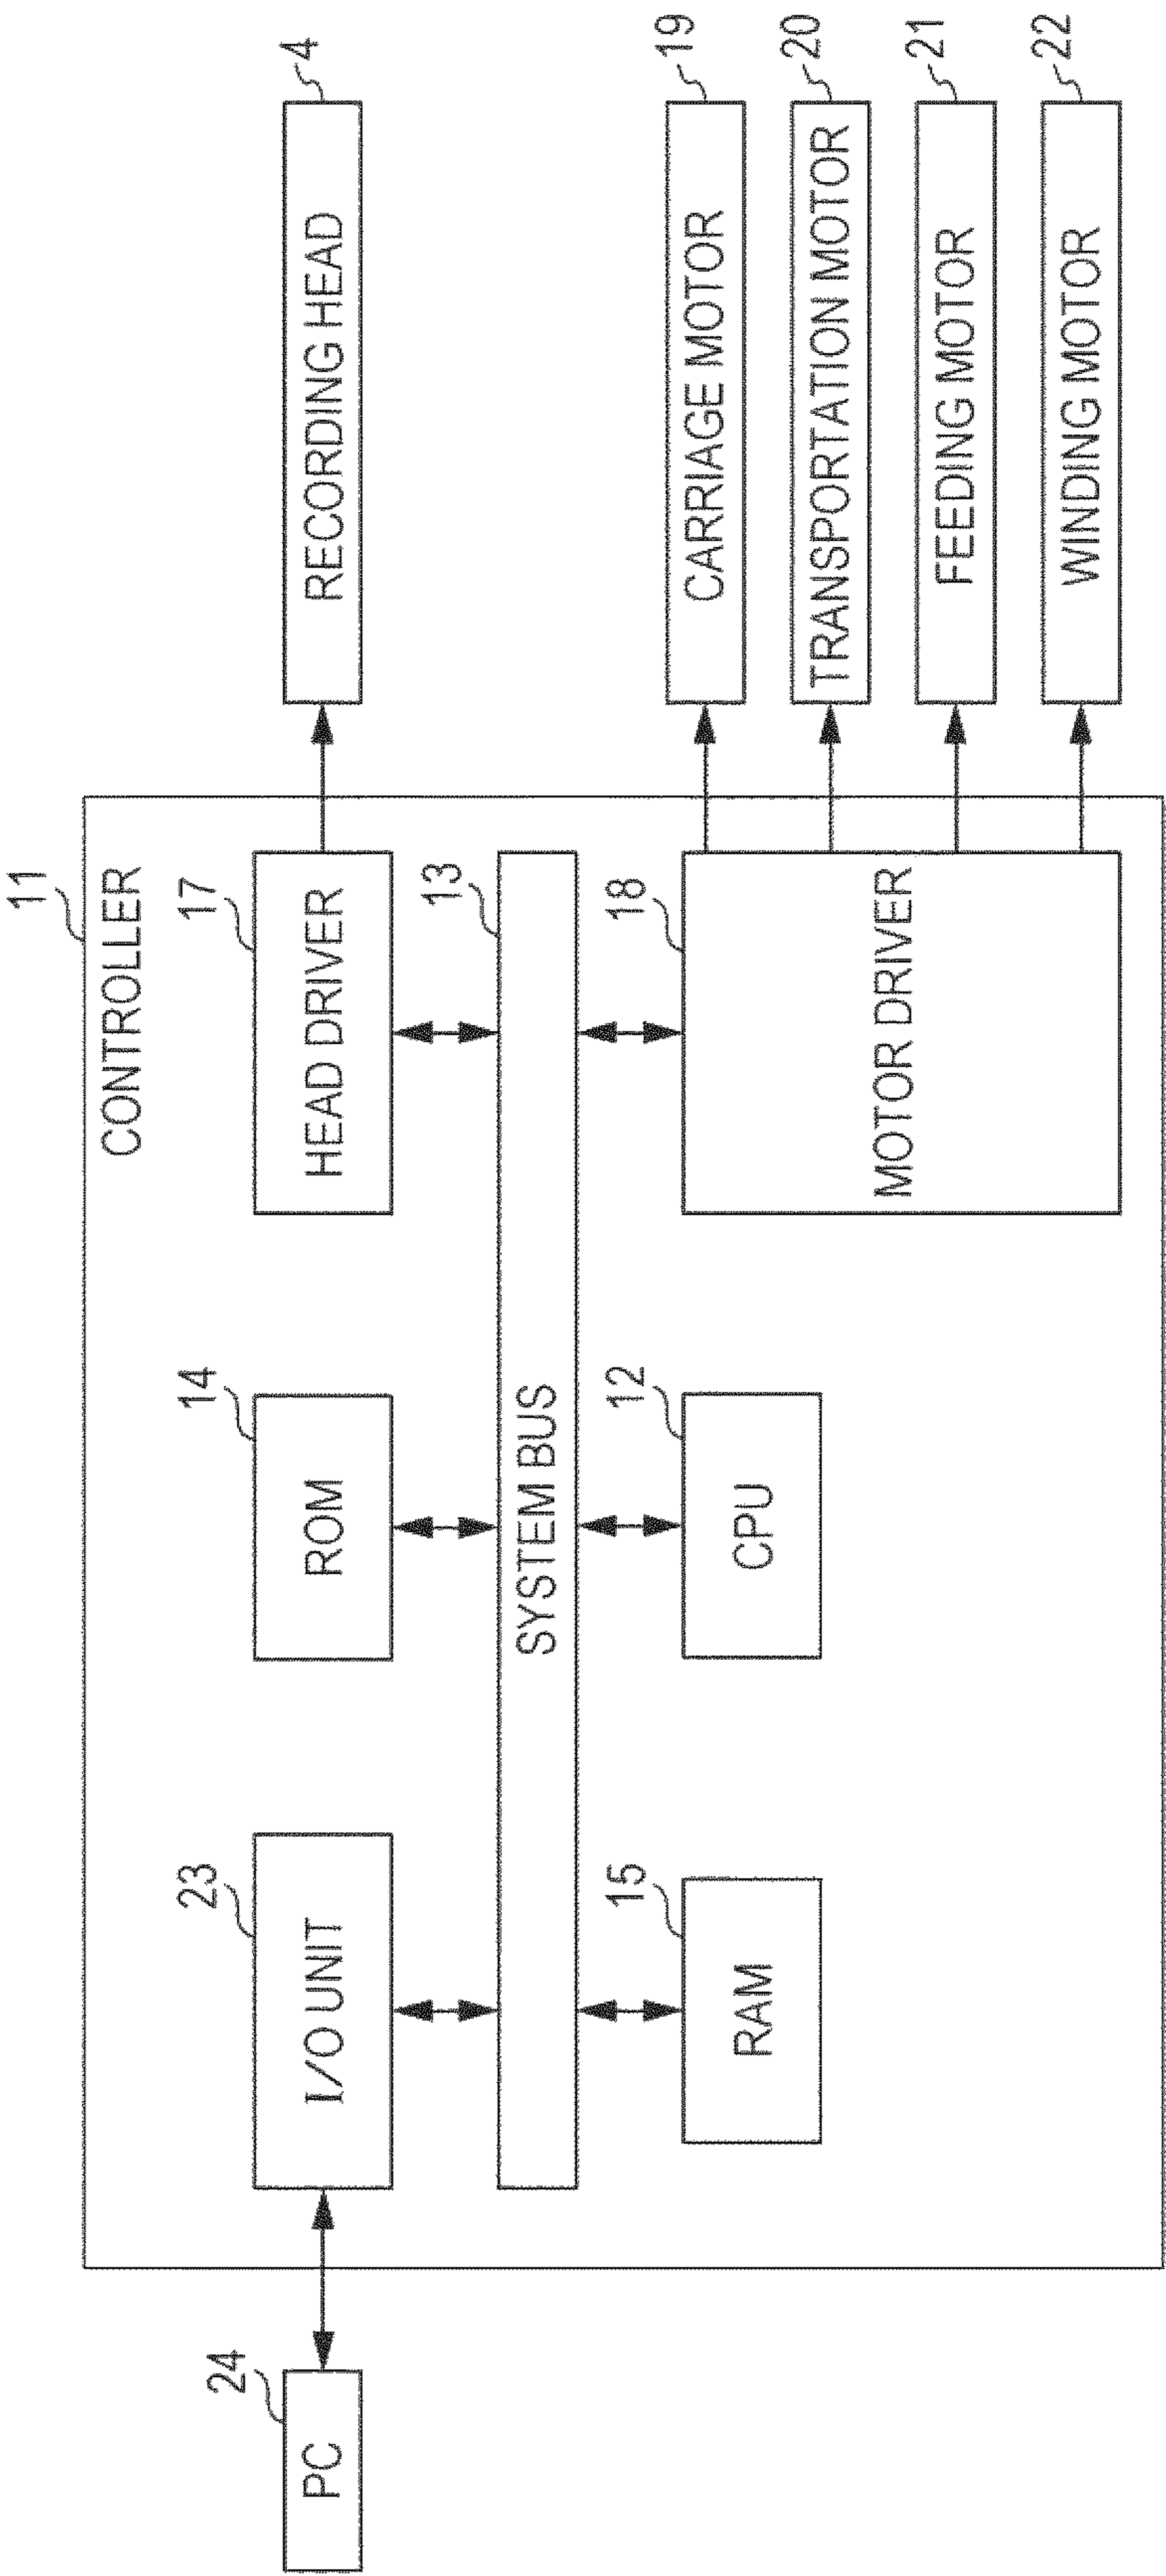 11
CONTROLLER
24
PC
23
I/O UNIT
14
ROM
17
HEAD DRIVER
4
RECORDING HEAD
13
SYSTEM BUS
15
RAM
12
CPU
18
MOTOR DRIVER
19
CARRIAGE MOTOR
20
TRANSPORTATION MOTOR
21
FEEDING MOTOR
22
WINDING MOTOR